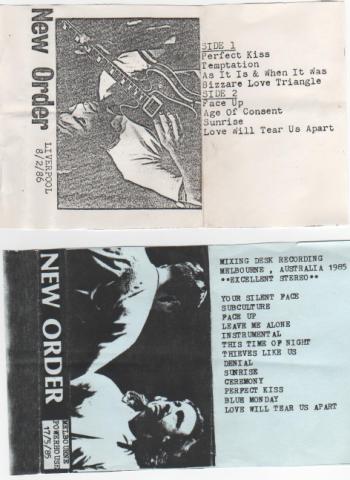 New Order
LIVERPOOL
8/2/86
SIDE 1
Perfect Kiss
Temptation
As It Is & When It Was
Bizzare Love Triangle
SIDE 2
Face Up
Age Of Consent
Sunrise
Love Will Tear Us Apart
NEW ORDER
MELBOURNE
POWERHOUSE
17/5/85
MIXING DESK RECORDING
MELBOURNE , AUSTRALIA 1985
**EXCELLENT STEREO**
YOUR SILENT FACE
SUBCULTURE
FACE UP
LEAVE ME ALONE
INSTRUMENTAL
THIS TIME OF NIGHT
THIEVES LIKE US
DENIAL
SUNRISE
CEREMONY
PERFECT KISS
BLUE MONDAY
LOVE WILL TEAR US APART